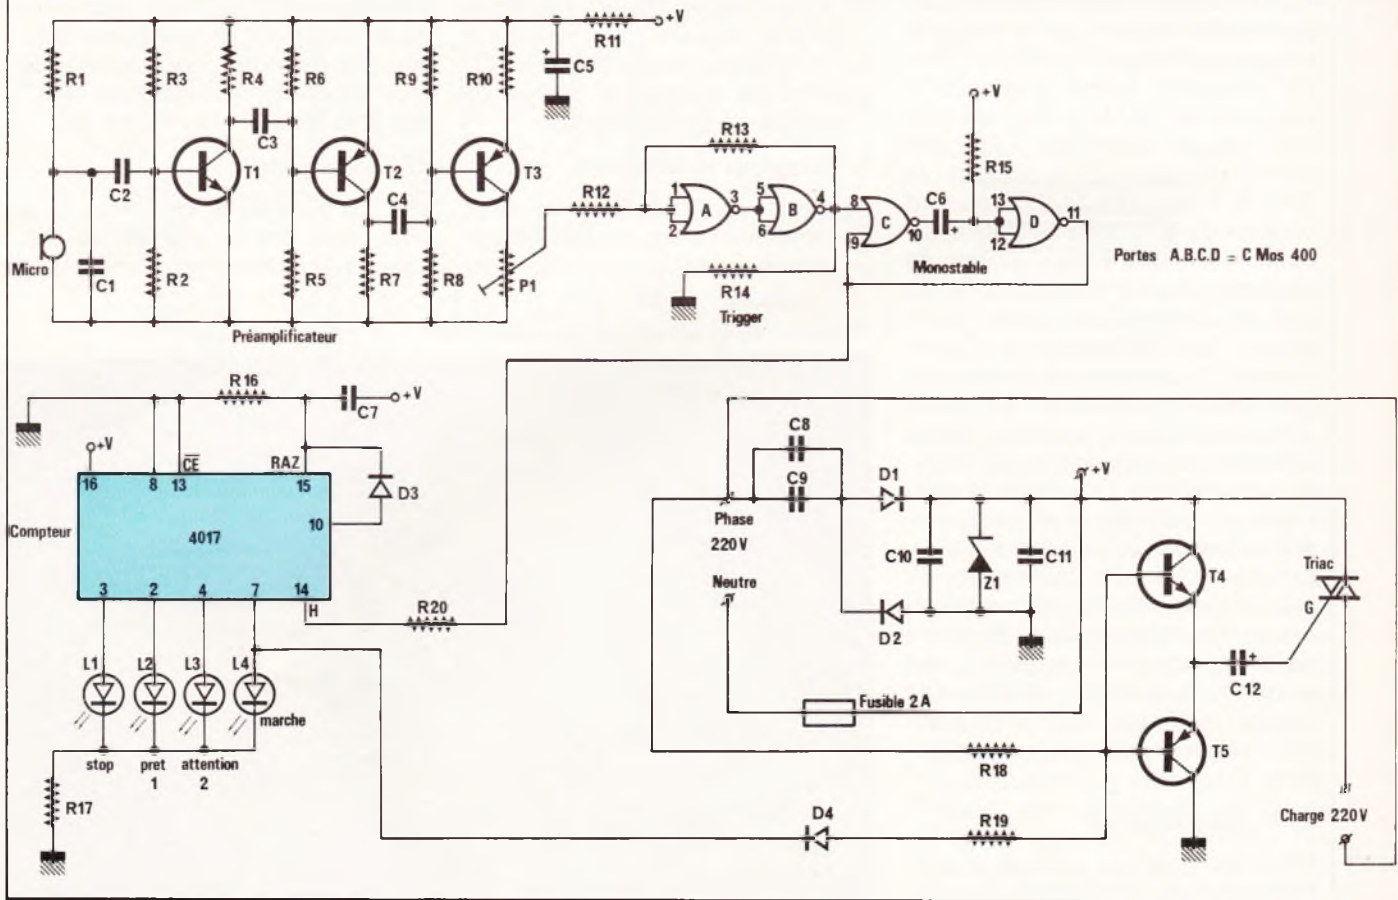 +V
R11
R1
R3
R4
R6
R9
R10
C5
C3
+V
R13
C2
T1
T2
T3
R15
C4
R12
1
2
A
3
5
6
B
4
8
9
C
10
C6
+
13
12
D
11
Micro
C1
R2
R5
R7
R8
P1
R14
Trigger
Monostable
Portes A.B.C.D = C Mos 400
Préamplificateur
R16
C7
+V
+V
CE
RAZ
16
8
13
15
D3
10
Compteur
4017
3
2
4
7
14
H
R20
L1
L2
L3
L4
marche
stop
pret
attention
1
2
R17
C8
C9
D1
+V
Phase
220 V
Neutre
C10
Z1
C11
D2
T4
Triac
G
+
C12
Fusible 2 A
R18
T5
D4
R19
Charge 220 V